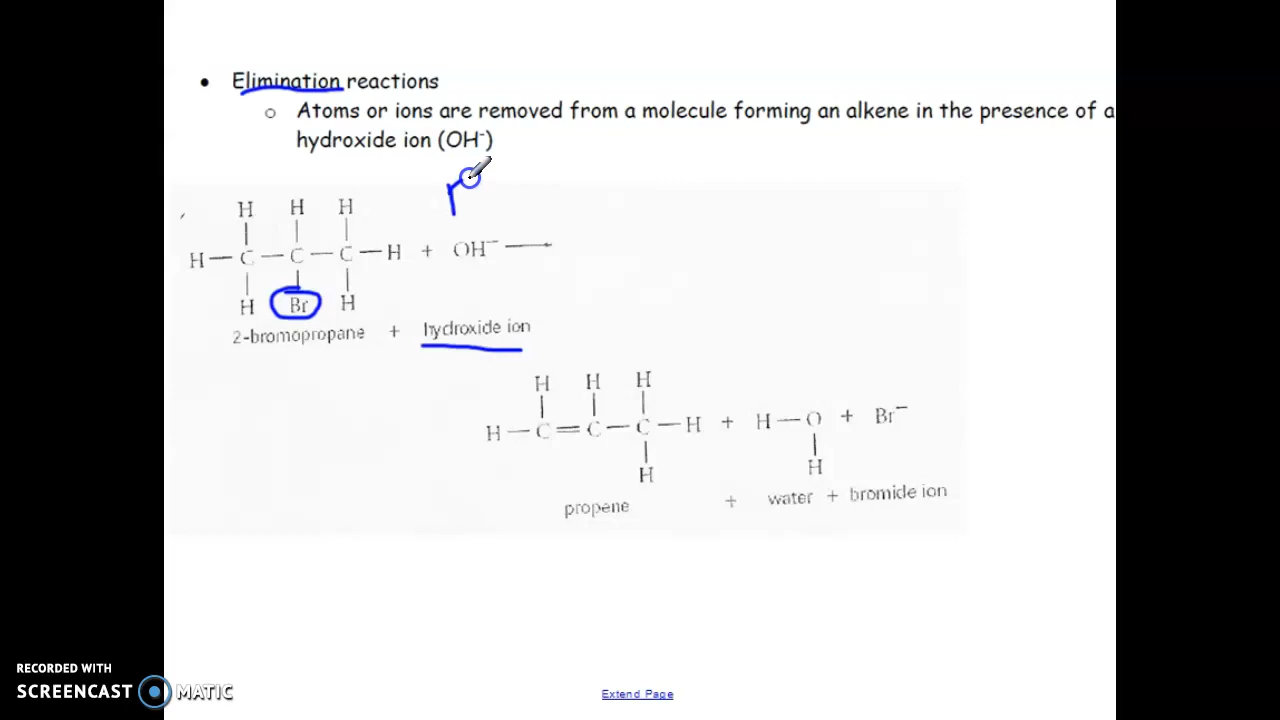 • Elimination reactions
o Atoms or ions are removed from a molecule forming an alkene in the presence of a
hydroxide ion (OH⁻)
H H H
H—C—C—C—H + OH⁻ ⟶
H Br H
2-bromopropane + hydroxide ion
H H H
H—C=C—C—H + H—O + Br⁻
H H
propene + water + bromide ion
RECORDED WITH
SCREENCAST MATIC
Extend Page